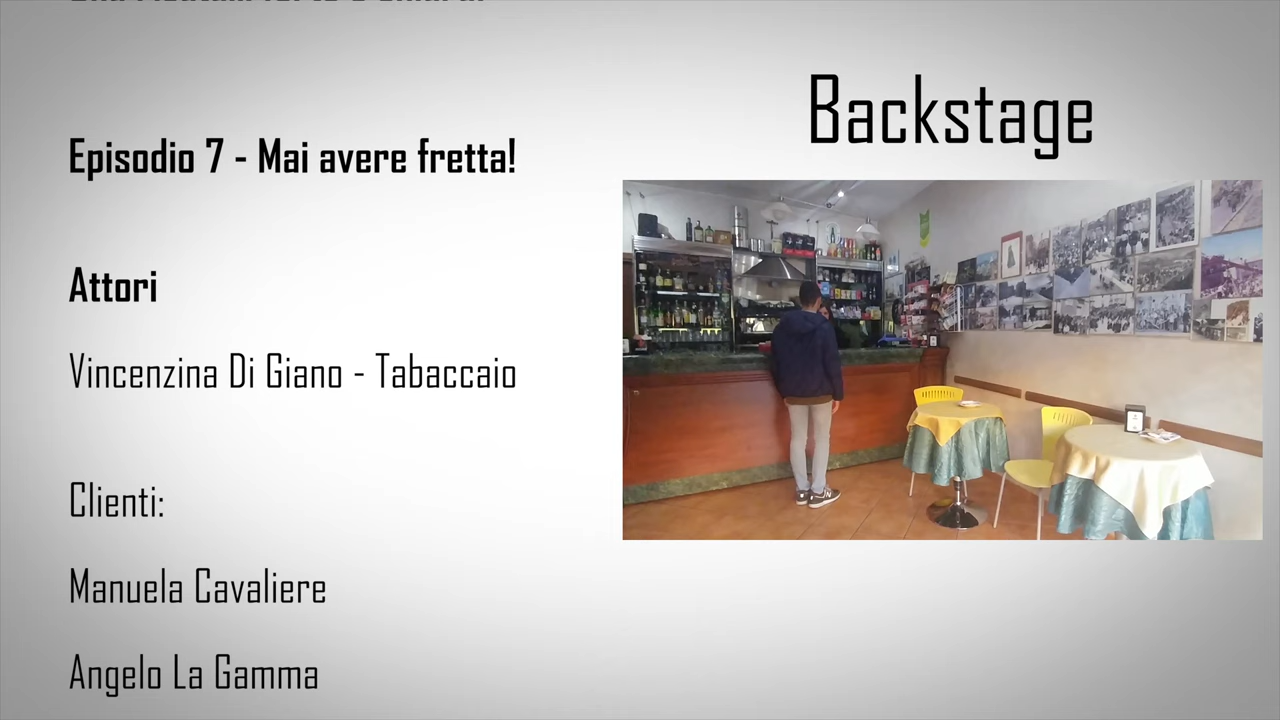 Episodio 7 - Mai avere fretta!
Attori
Vincenzina Di Giano - Tabaccaio
Clienti:
Manuela Cavaliere
Angelo La Gamma
Backstage